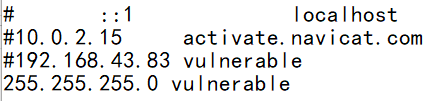 #       ::1             localhost
#10.0.2.15     activate.navicat.com
#192.168.43.83 vulnerable
255.255.255.0 vulnerable